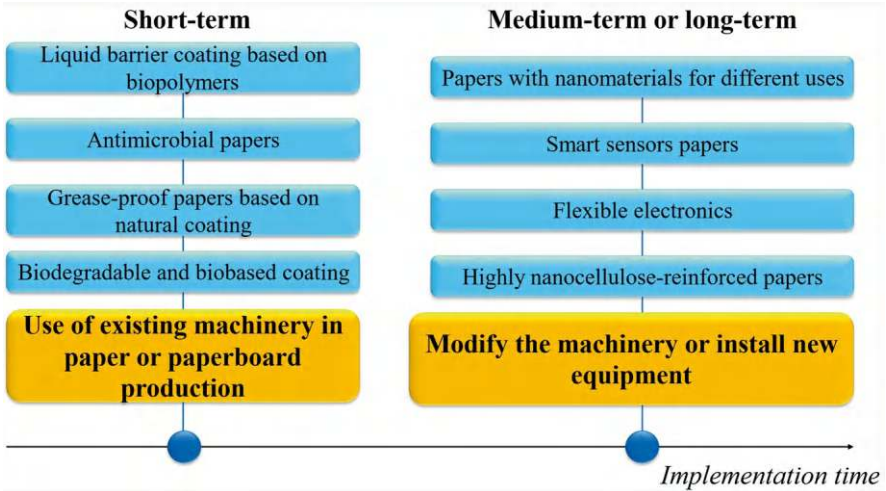 Short-term
Liquid barrier coating based on
biopolymers
Antimicrobial papers
Grease-proof papers based on
natural coating
Biodegradable and biobased coating
Use of existing machinery in
paper or paperboard
production
Medium-term or long-term
Papers with nanomaterials for different uses
Smart sensors papers
Flexible electronics
Highly nanocellulose-reinforced papers
Modify the machinery or install new
equipment
Implementation time